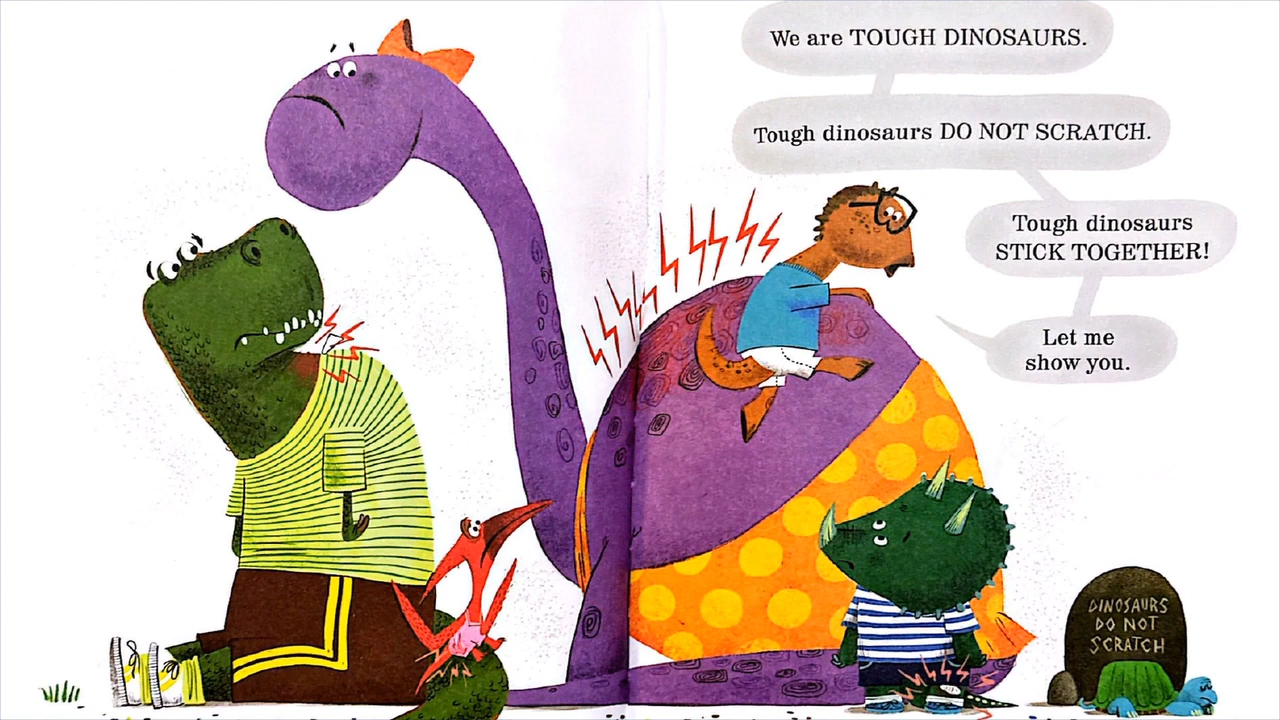 We are TOUGH DINOSAURS.
Tough dinosaurs DO NOT SCRATCH.
Tough dinosaurs
STICK TOGETHER!
Let me
show you.
DINOSAURS
DO NOT
SCRATCH